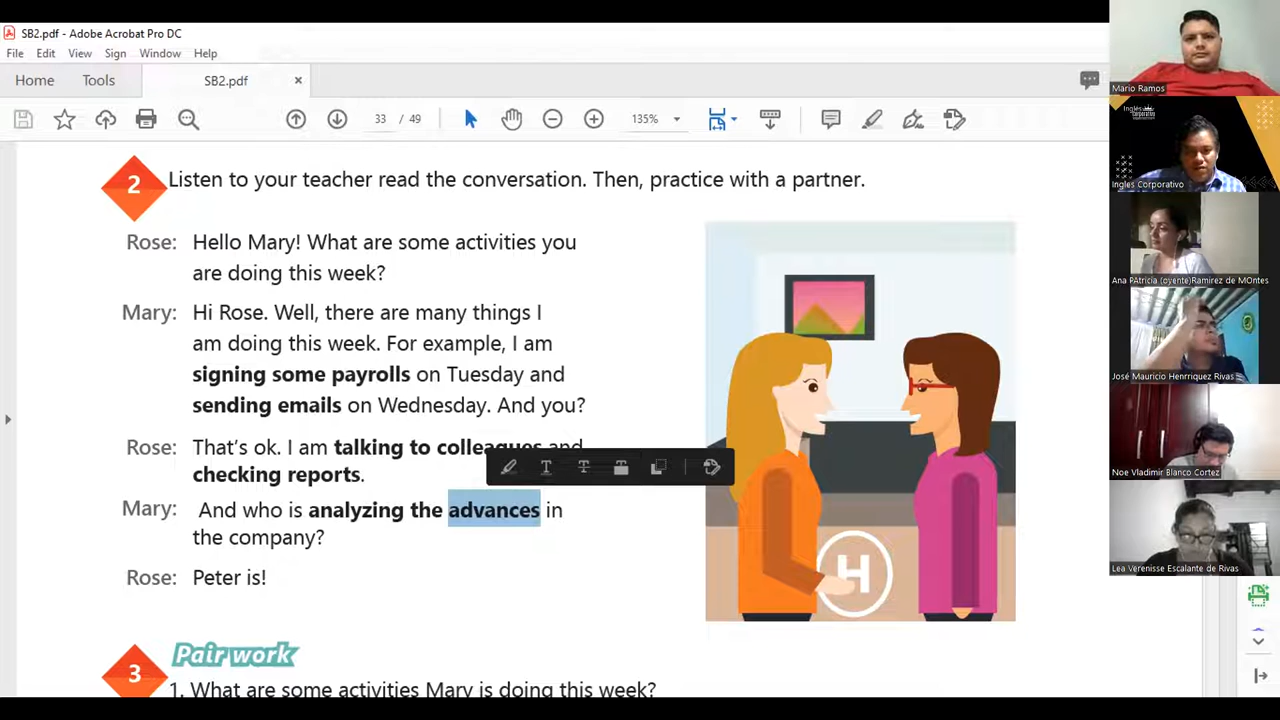 SB2.pdf - Adobe Acrobat Pro DC
File Edit View Sign Window Help
Home Tools SB2.pdf ×
33 / 49 135%
2 Listen to your teacher read the conversation. Then, practice with a partner.
Rose: Hello Mary! What are some activities you
are doing this week?
Mary: Hi Rose. Well, there are many things I
am doing this week. For example, I am
signing some payrolls on Tuesday and
sending emails on Wednesday. And you?
Rose: That's ok. I am talking to colleagues and
checking reports.
Mary: And who is analyzing the advances in
the company?
Rose: Peter is!
H
Pair work
3 1. What are some activities Mary is doing this week?
Mario Ramos
Inglés
Corporativo
Ingles Corporativo
Ana PAtricia (oyente)Ramirez de MOntes
José Mauricio Henrriquez Rivas
Noe Vladimir Blanco Cortez
Lea Verenisse Escalante de Rivas